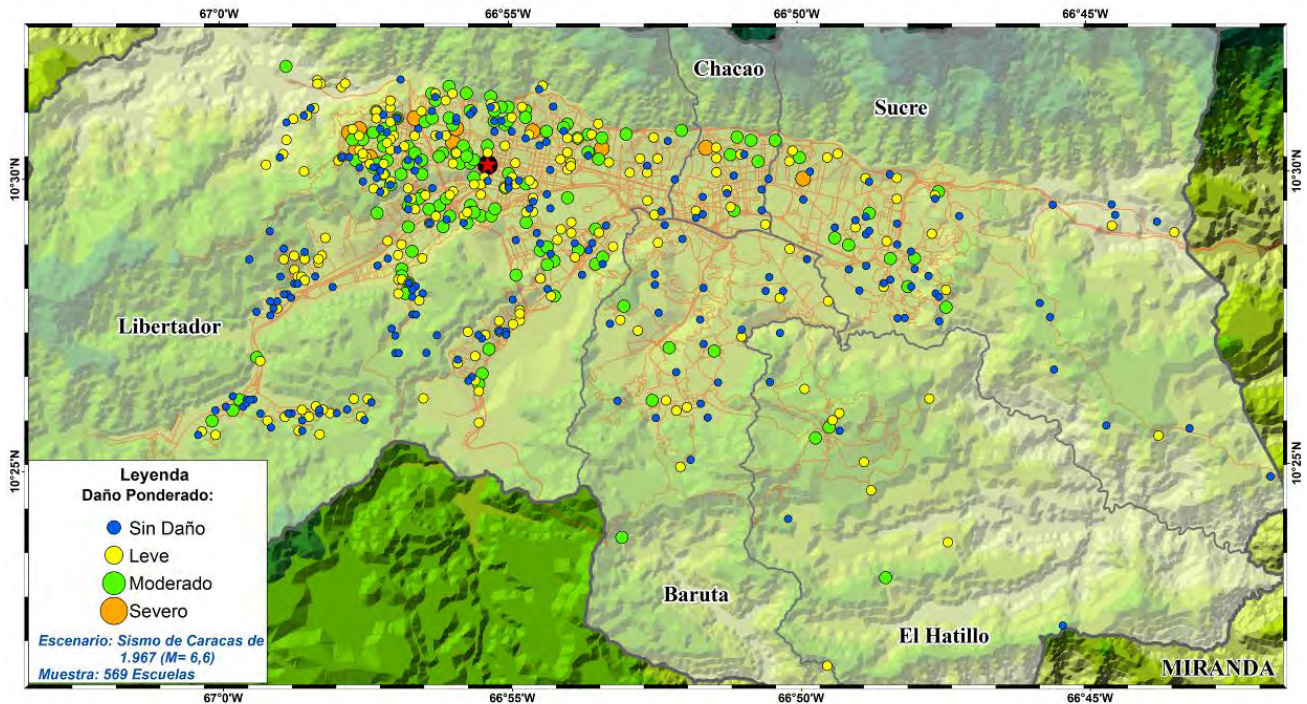 67°0'W 66°55'W 66°50'W 66°45'W
Chacao
Sucre
10°30'N
10°30'N
Libertador
10°25'N
10°25'N
Leyenda
Daño Ponderado:
Sin Daño
Leve
Moderado
Severo
Escenario: Sismo de Caracas de
1.967 (M= 6,6)
Muestra: 569 Escuelas
Baruta
El Hatillo
MIRANDA
67°0'W 66°55'W 66°50'W 66°45'W